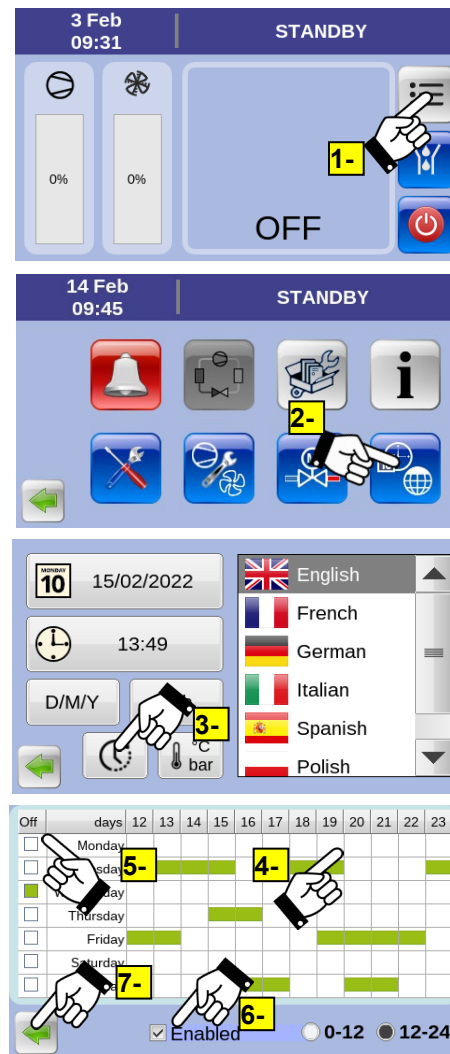 3 Feb
09:31
STANDBY
0%
0%
1-
OFF
14 Feb
09:45
STANDBY
i
2-
MONDAY
10
15/02/2022
English
French
13:49
German
Italian
D/M/Y
3-
Spanish
°C
bar
Polish
Off days 12 13 14 15 16 17 18 19 20 21 22 23
Monday
5-
4-
Thursday
Friday
Saturday
7-
6-
Enabled
0-12
12-24